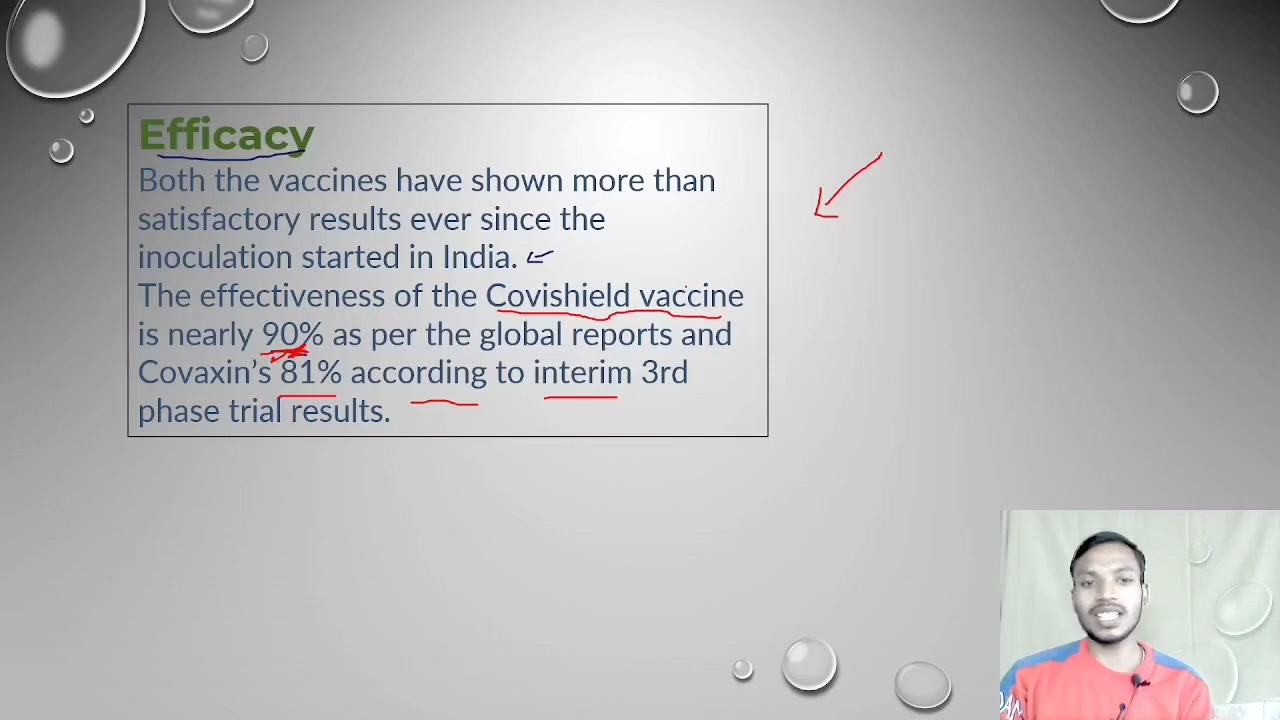 Efficacy
Both the vaccines have shown more than
satisfactory results ever since the
inoculation started in India.
The effectiveness of the Covishield vaccine
is nearly 90% as per the global reports and
Covaxin's 81% according to interim 3rd
phase trial results.